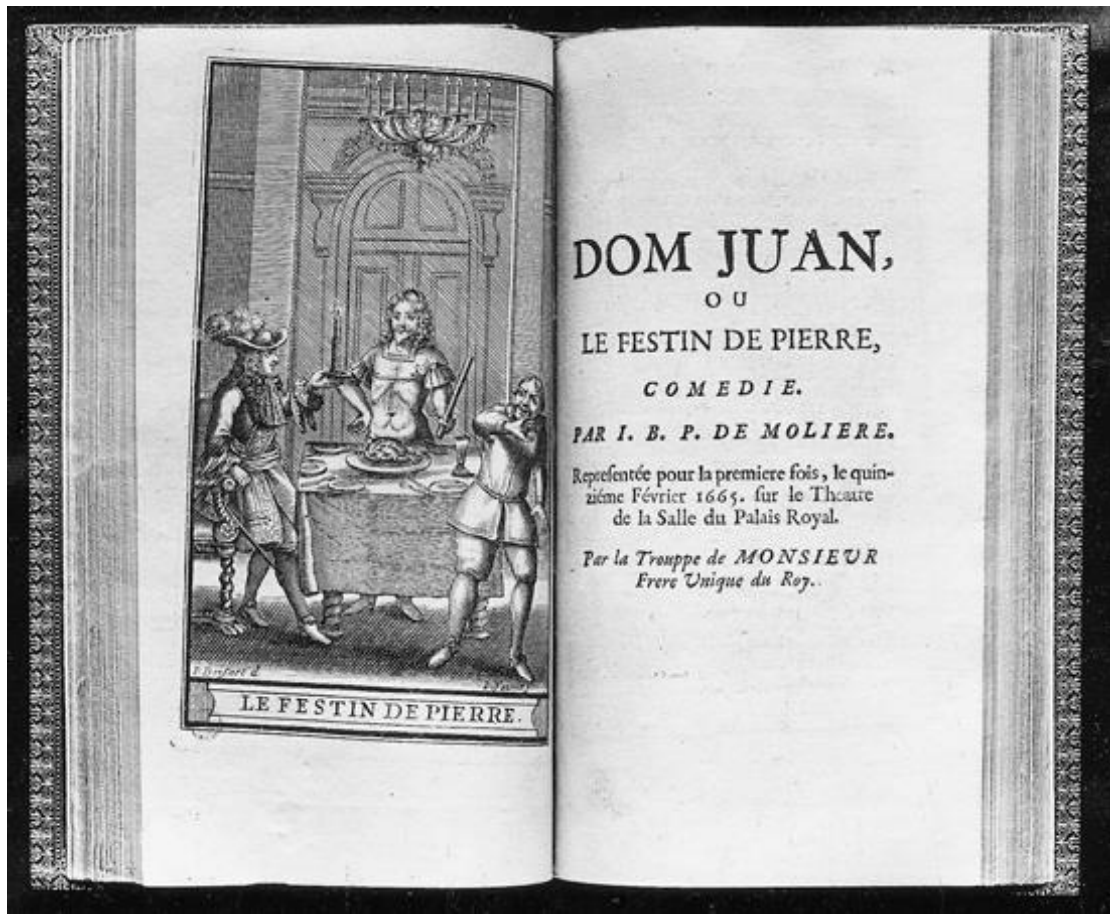 LE FESTIN DE PIERRE.
DOM JUAN,
OU
LE FESTIN DE PIERRE,
COMEDIE.
PAR I. B. P. DE MOLIERE.
Representée pour la premiere fois, le quin-
ziéme Février 1665. sur le Theatre
de la Salle du Palais Royal.
Par la Trouppe de MONSIEUR
Frere Unique du Roy.